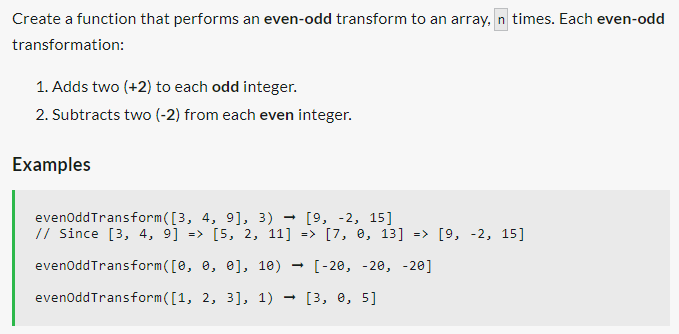 Create a function that performs an even-odd transform to an array, n times. Each even-odd
transformation:
1. Adds two (+2) to each odd integer.
2. Subtracts two (-2) from each even integer.
Examples
evenOddTransform([3, 4, 9], 3) → [9, -2, 15]
// Since [3, 4, 9] => [5, 2, 11] => [7, 0, 13] => [9, -2, 15]
evenOddTransform([0, 0, 0], 10) → [-20, -20, -20]
evenOddTransform([1, 2, 3], 1) → [3, 0, 5]